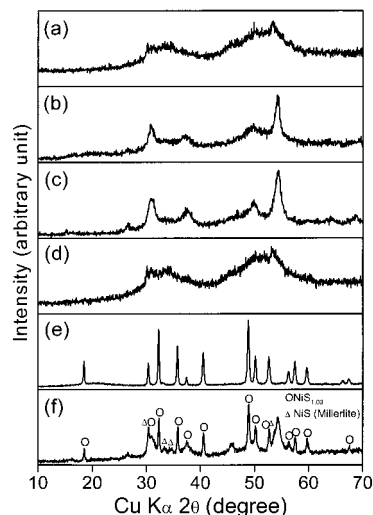 (a)
(b)
(c)
(d)
(e)
(f)
Intensity (arbitrary unit)
ONiS1.03
Δ NiS (Millerlite)
Δ O O Δ Δ O O O O O O Δ O O O O
O
10 20 30 40 50 60 70
Cu Kα 2θ (degree)